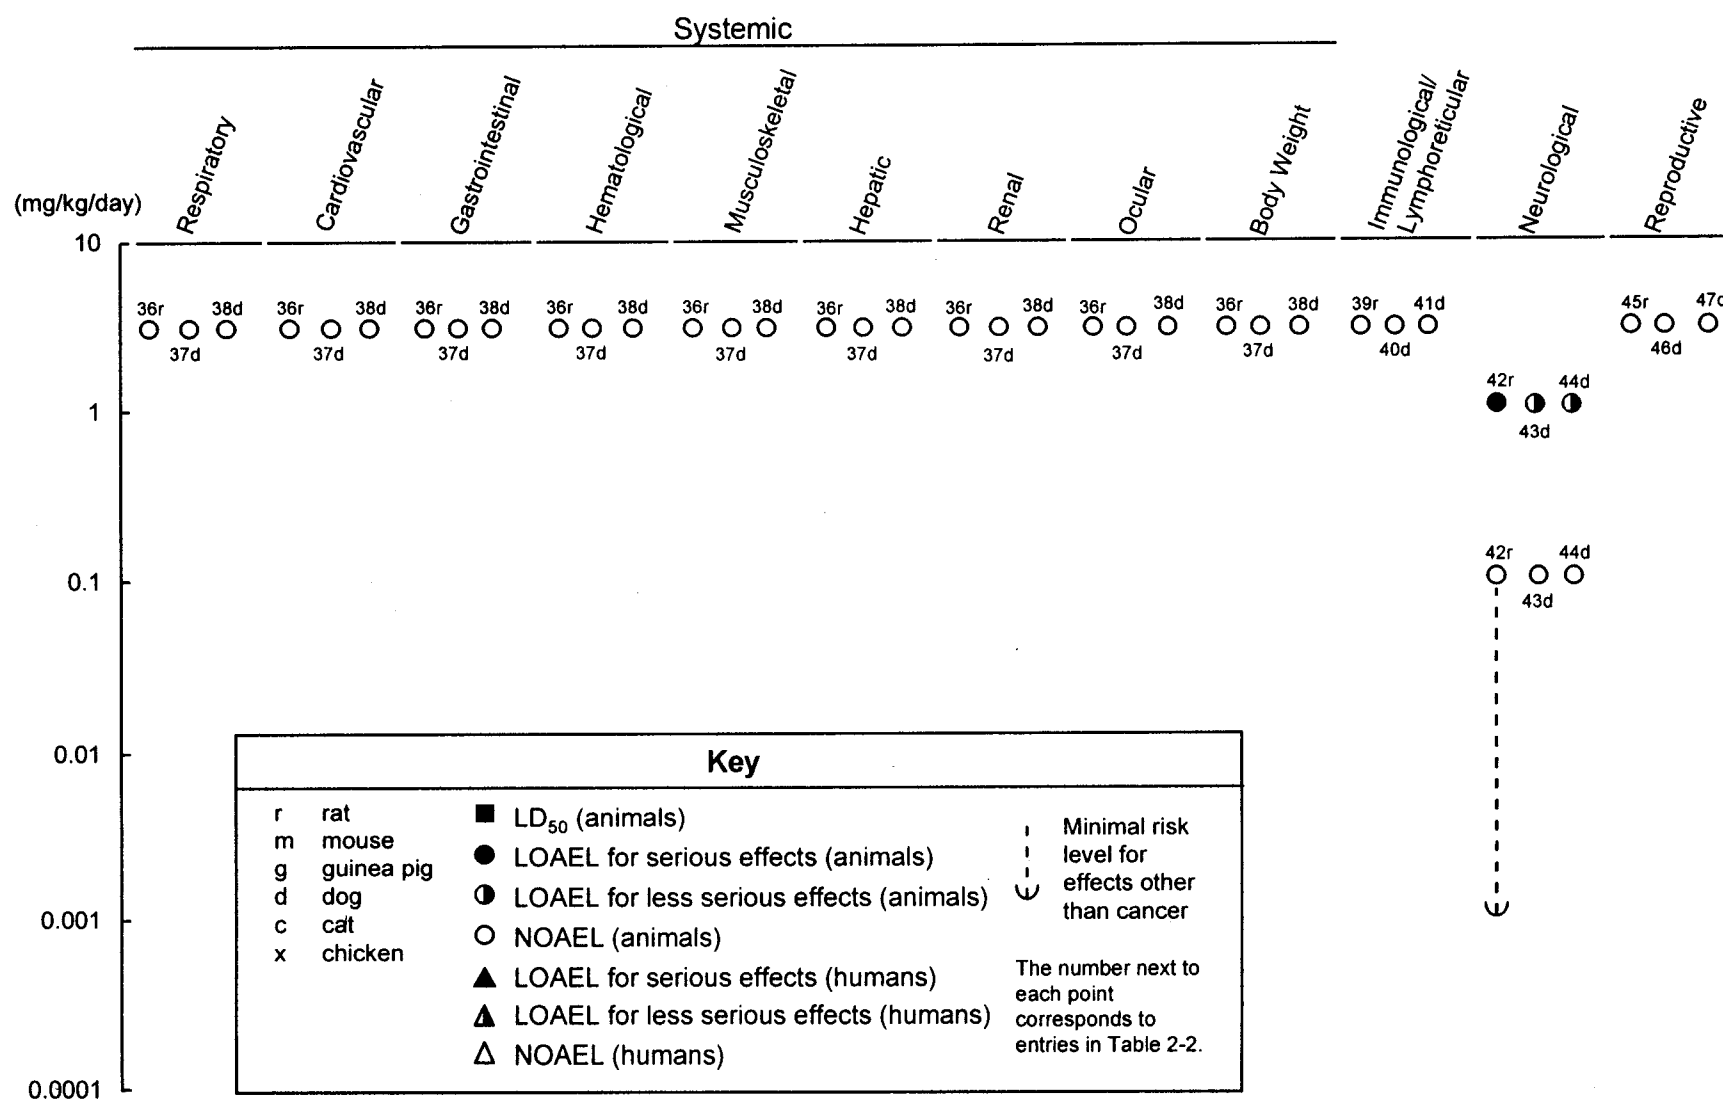 Systemic
Respiratory
Cardiovascular
Gastrointestinal
Hematological
Musculoskeletal
Hepatic
Renal
Ocular
Body Weight
Immunological/
Lymphoreticular
Neurological
Reproductive
(mg/kg/day)
10
36r 38d 36r 38d 36r 38d 36r 38d 36r 38d 36r 38d 36r 38d 36r 38d 36r 38d 39r 41d 45r 47d
37d 37d 37d 37d 37d 37d 37d 37d 37d 40d 46d
42r 44d
1
43d
42r 44d
0.1
43d
0.01
0.001
0.0001
Key
r rat
m mouse
g guinea pig
d dog
c cat
x chicken
LD50 (animals)
LOAEL for serious effects (animals)
LOAEL for less serious effects (animals)
NOAEL (animals)
LOAEL for serious effects (humans)
LOAEL for less serious effects (humans)
NOAEL (humans)
Minimal risk
level for
effects other
than cancer
The number next to
each point
corresponds to
entries in Table 2-2.